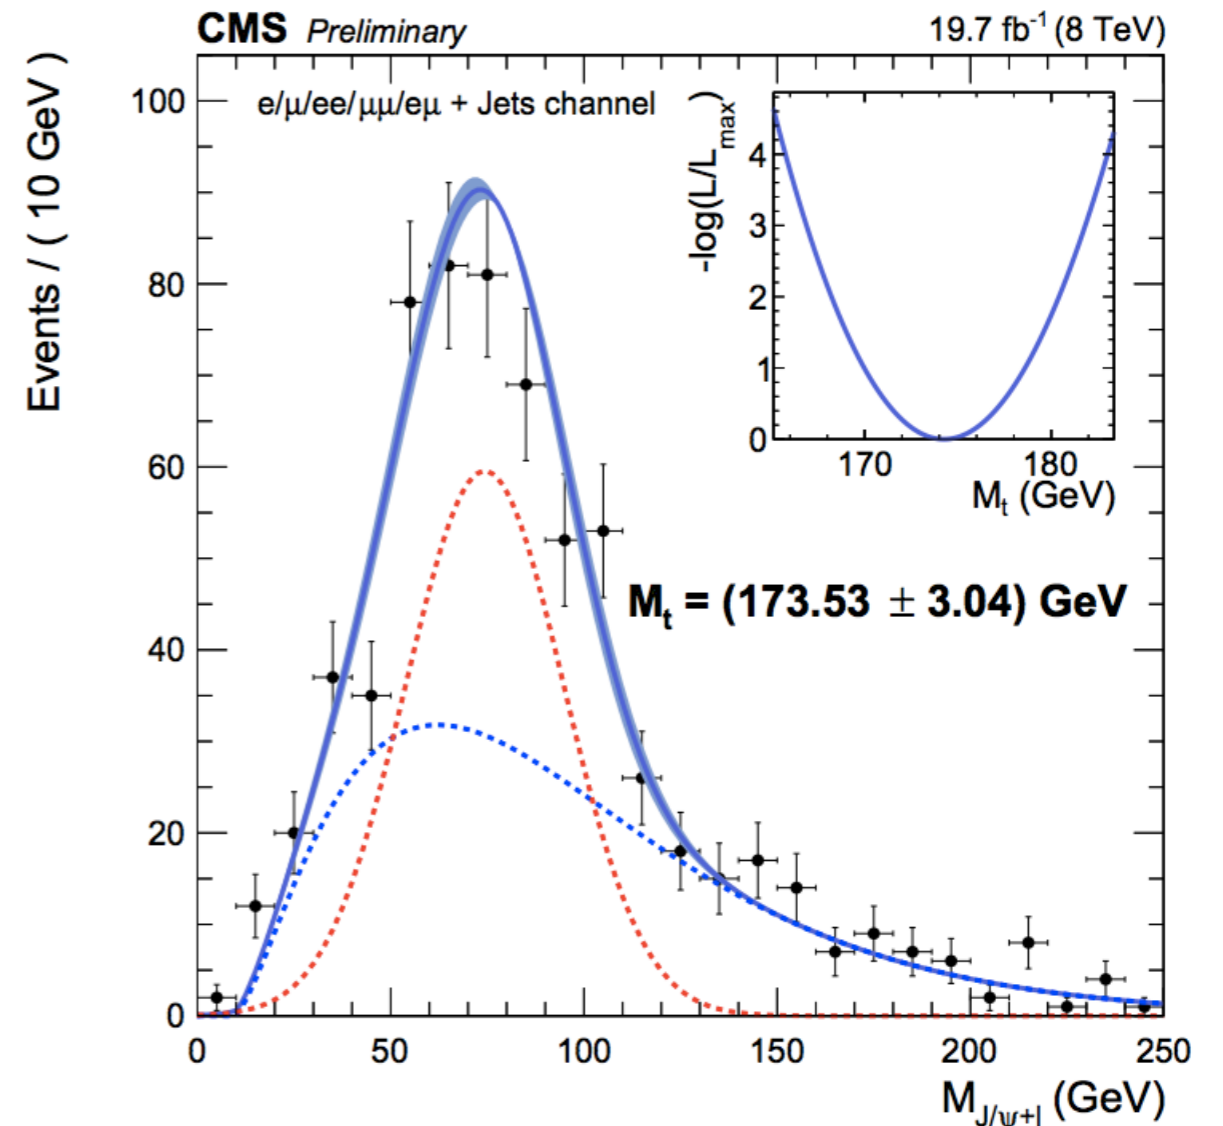 CMS Preliminary
19.7 fb⁻¹ (8 TeV)
Events / ( 10 GeV )
e/μ/ee/μμ/eμ + Jets channel
100
80
60
40
20
0
0 50 100 150 200 250
M_J/ψ+l (GeV)
-log(L/L_max)
4
3
2
1
0
170 180
M_t (GeV)
M_t = (173.53 ± 3.04) GeV